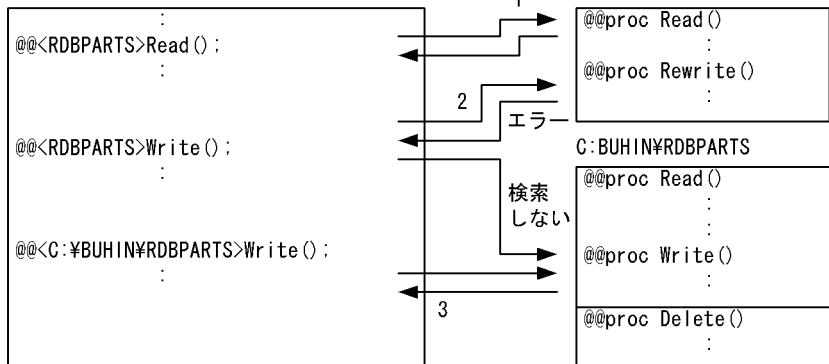 :
@@<RDBPARTS>Read();
:
@@<RDBPARTS>Write();
:
@@<C:¥BUHIN¥RDBPARTS>Write();
:
2
エラー
検索
しない
3
@@proc Read()
:
@@proc Rewrite()
:
C:BUHIN¥RDBPARTS
@@proc Read()
:
:
@@proc Write()
:
@@proc Delete()
: